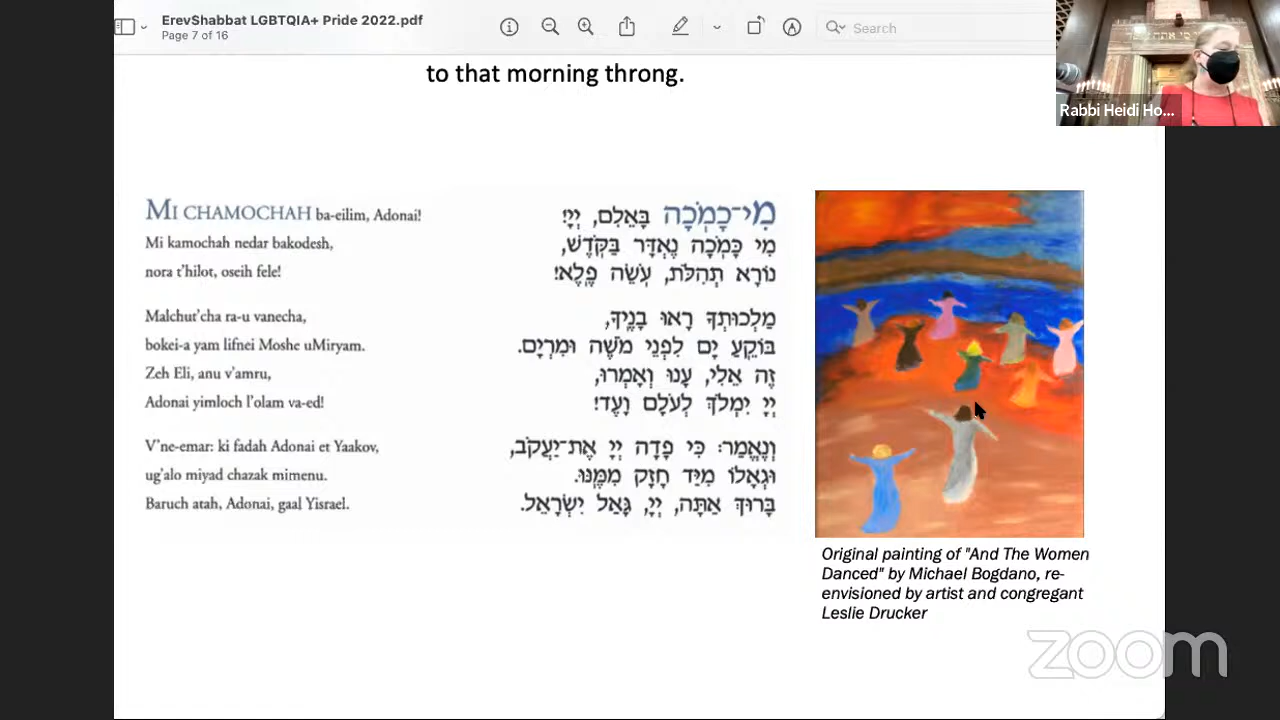 ErevShabbat LGBTQIA+ Pride 2022.pdf
Page 7 of 16
Search
Rabbi Heidi Ho...
to that morning throng.
MI CHAMOCHAH ba-eilim, Adonai!
Mi kamochah nedar bakodesh,
nora t'hilot, oseih fele!
Malchut'cha ra-u vanecha,
bokei-a yam lifnei Moshe uMiryam.
Zeh Eli, anu v'amru,
Adonai yimloch l'olam va-ed!
V'ne-emar: ki fadah Adonai et Yaakov,
ug'alo miyad chazak mimenu.
Baruch atah, Adonai, gaal Yisrael.
מִי־כָמֹכָה בָּאֵלִם, יְיָ!
מִי כָּמֹכָה נֶאְדָּר בַּקֹּדֶשׁ,
נוֹרָא תְהִלֹּת, עֹשֵׂה פֶלֶא!
מַלְכוּתְךָ רָאוּ בָנֶיךָ,
בּוֹקֵעַ יָם לִפְנֵי מֹשֶׁה וּמִרְיָם.
זֶה אֵלִי, עָנוּ וְאָמְרוּ,
יְיָ יִמְלֹךְ לְעֹלָם וָעֶד!
וְנֶאֱמַר: כִּי פָדָה יְיָ אֶת־יַעֲקֹב,
וּגְאָלוֹ מִיַּד חָזָק מִמֶּנּוּ.
בָּרוּךְ אַתָּה, יְיָ, גָּאַל יִשְׂרָאֵל.
Original painting of "And The Women
Danced" by Michael Bogdano, re-
envisioned by artist and congregant
Leslie Drucker
zoom